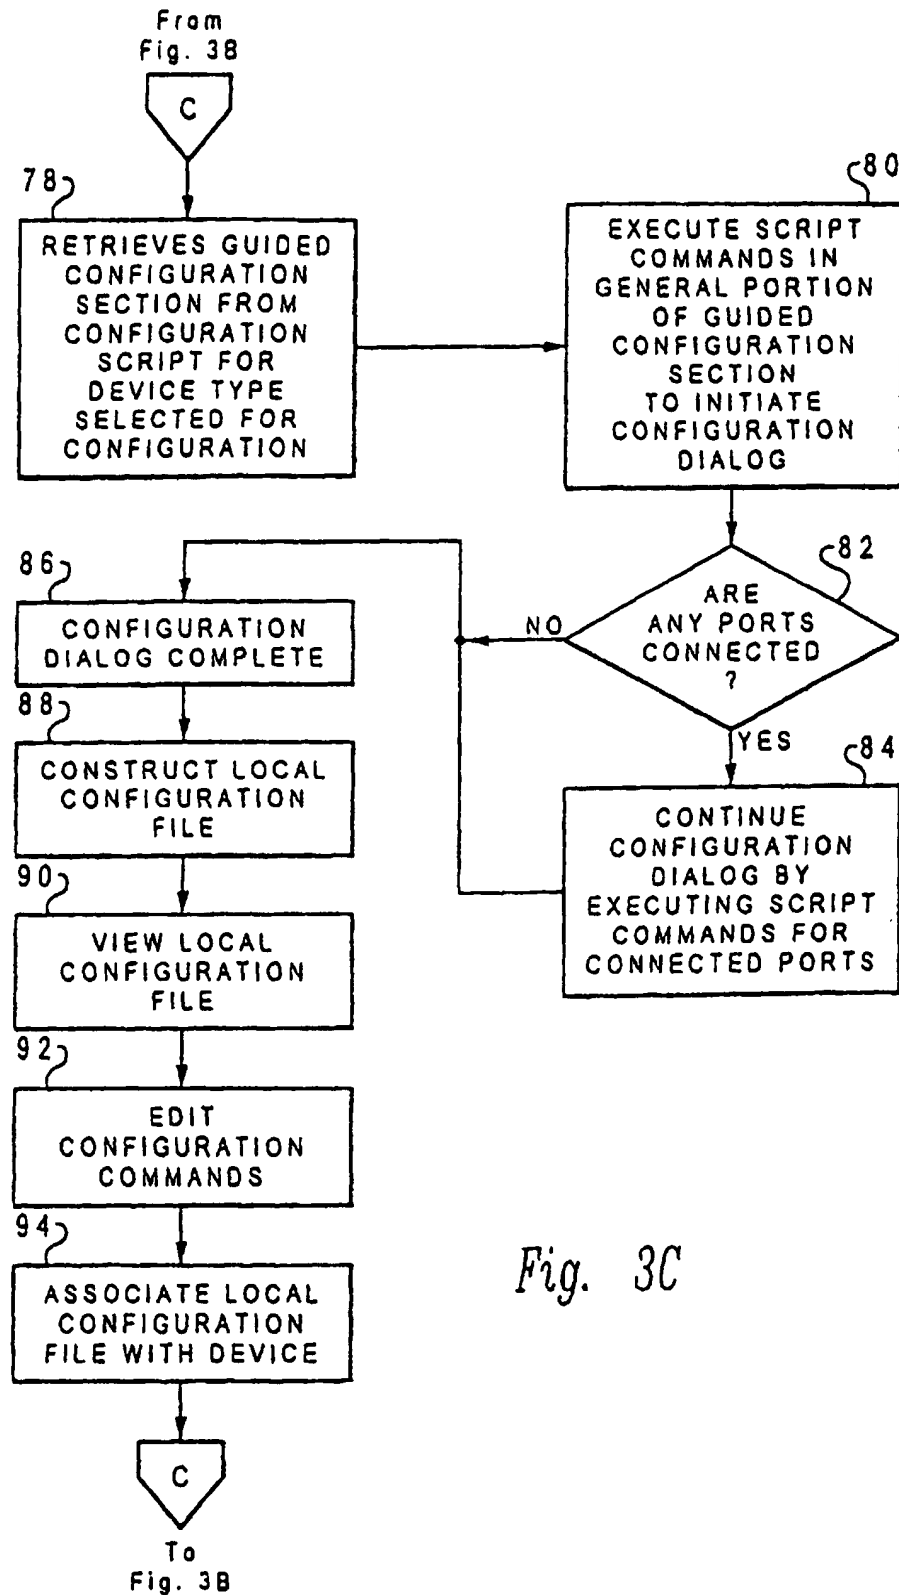 From
Fig. 3B
C
78
RETRIEVES GUIDED
CONFIGURATION
SECTION FROM
CONFIGURATION
SCRIPT FOR
DEVICE TYPE
SELECTED FOR
CONFIGURATION
80
EXECUTE SCRIPT
COMMANDS IN
GENERAL PORTION
OF GUIDED
CONFIGURATION
SECTION
TO INITIATE
CONFIGURATION
DIALOG
82
ARE
ANY PORTS
CONNECTED
?
NO
YES
84
CONTINUE
CONFIGURATION
DIALOG BY
EXECUTING SCRIPT
COMMANDS FOR
CONNECTED PORTS
86
CONFIGURATION
DIALOG COMPLETE
88
CONSTRUCT LOCAL
CONFIGURATION
FILE
90
VIEW LOCAL
CONFIGURATION
FILE
92
EDIT
CONFIGURATION
COMMANDS
94
ASSOCIATE LOCAL
CONFIGURATION
FILE WITH DEVICE
C
To
Fig. 3B
Fig. 3C